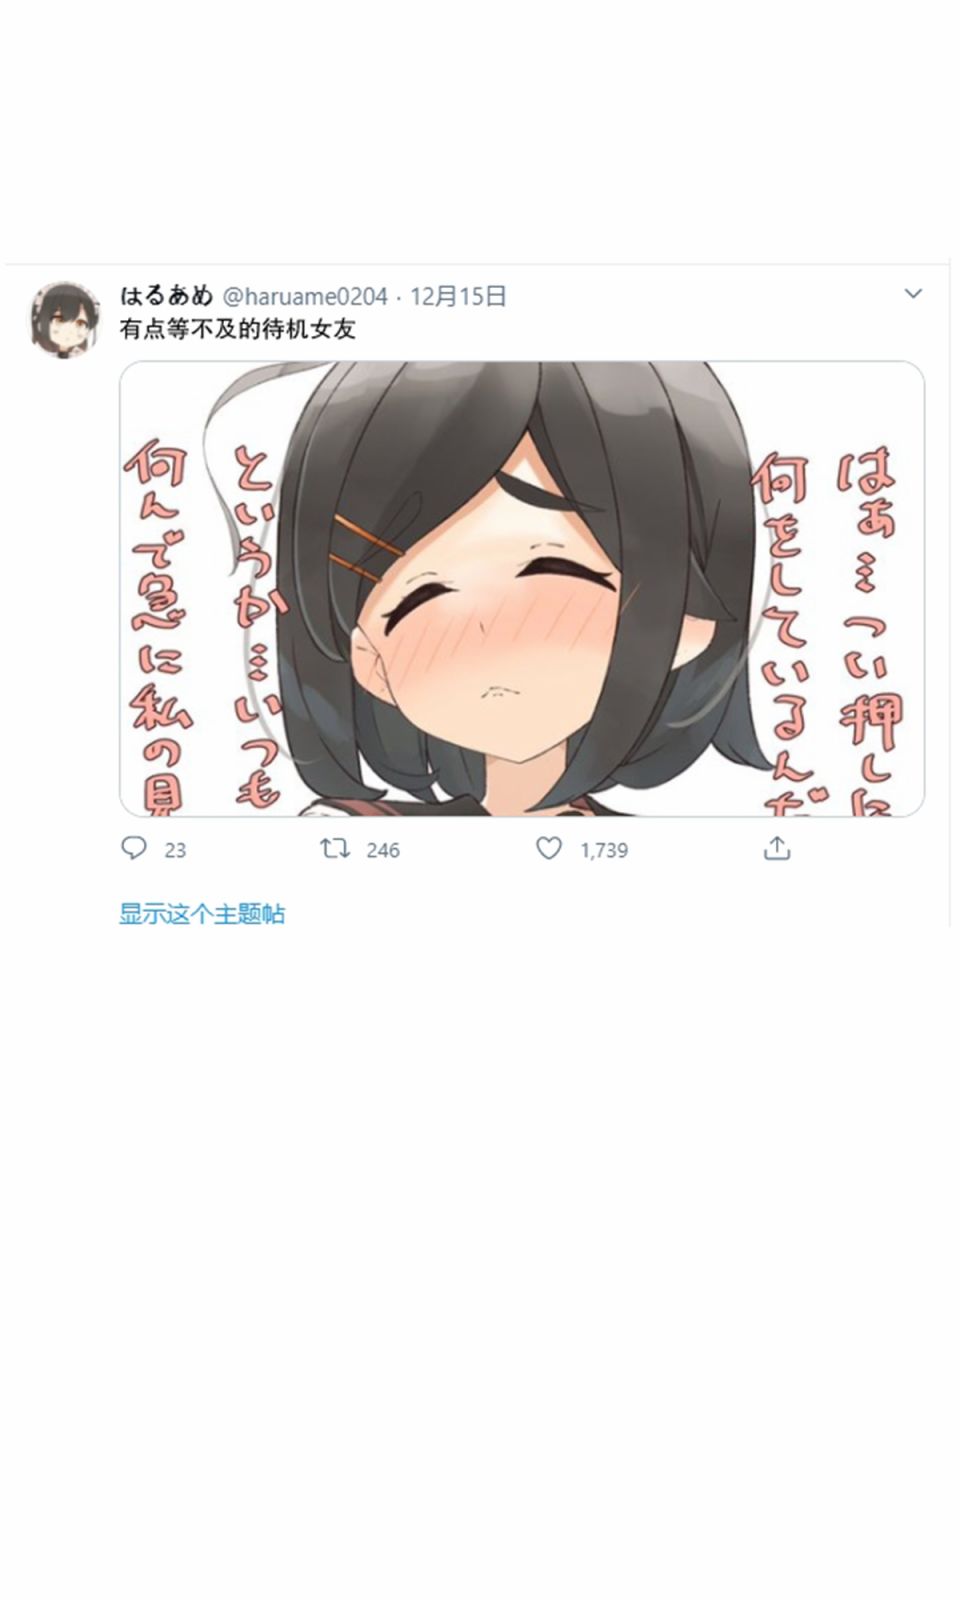 はるあめ @haruame0204 · 12月15日
有点等不及的待机女友
はぁ…つい押した
何をしているんだ
というか…いつも
何んで急に私の見
23 246 1,739
显示这个主题帖